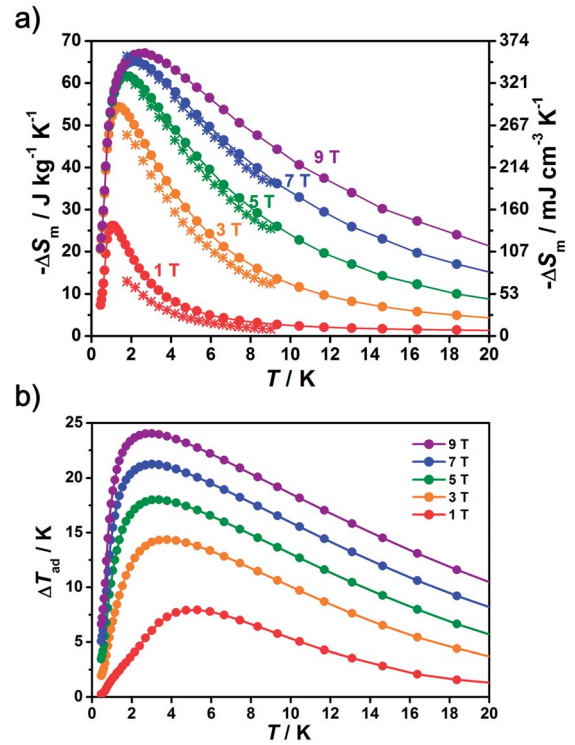 a)
70
60
50
40
30
20
10
0
-ΔSm / J kg⁻¹ K⁻¹
374
321
267
214
160
107
53
0
-ΔSm / mJ cm⁻³ K⁻¹
9 T
7 T
5 T
3 T
1 T
0 2 4 6 8 10 12 14 16 18 20
T / K
b)
25
20
15
10
5
0
ΔTad / K
9 T
7 T
5 T
3 T
1 T
0 2 4 6 8 10 12 14 16 18 20
T / K